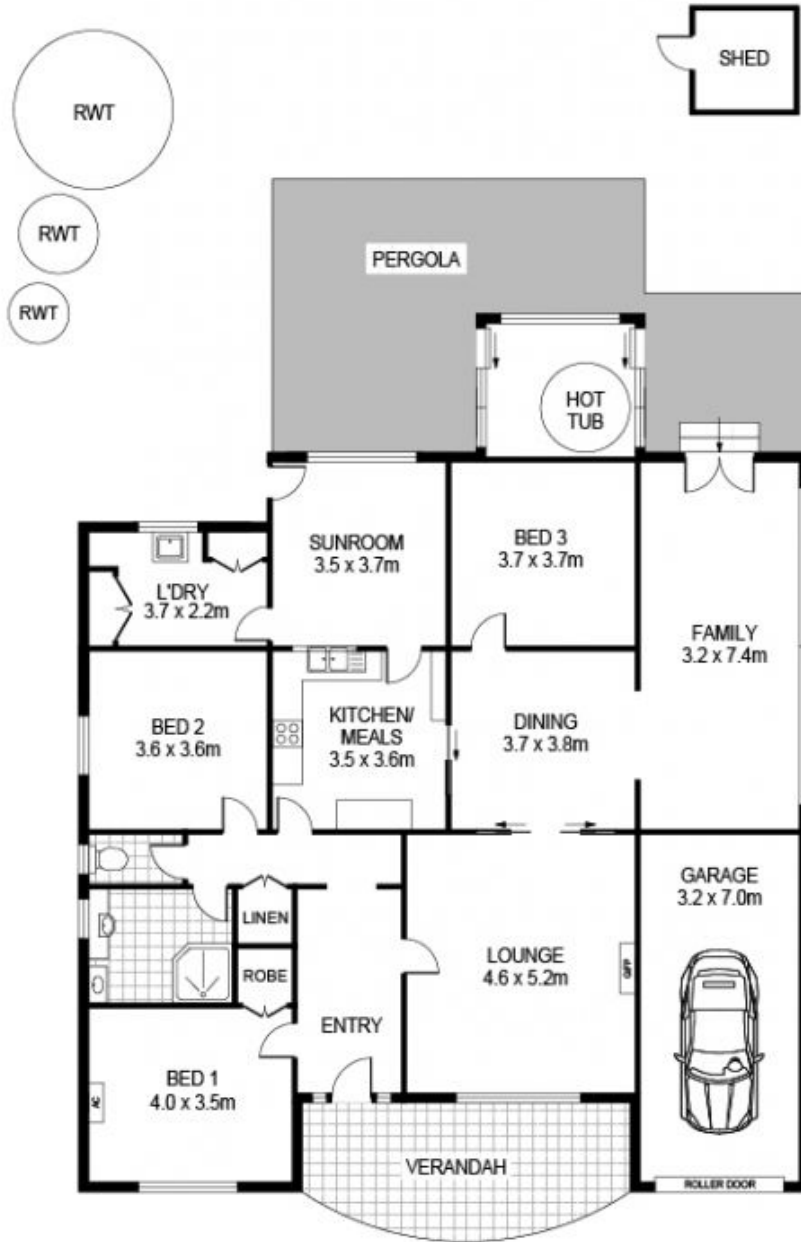 SHED
RWT
RWT
RWT
PERGOLA
HOT
TUB
SUNROOM
3.5 x 3.7m
BED 3
3.7 x 3.7m
L'DRY
3.7 x 2.2m
FAMILY
3.2 x 7.4m
BED 2
3.6 x 3.6m
KITCHEN/
MEALS
3.5 x 3.6m
DINING
3.7 x 3.8m
GARAGE
3.2 x 7.0m
LINEN
LOUNGE
4.6 x 5.2m
ROBE
ENTRY
BED 1
4.0 x 3.5m
AC
VERANDAH
ROLLER DOOR